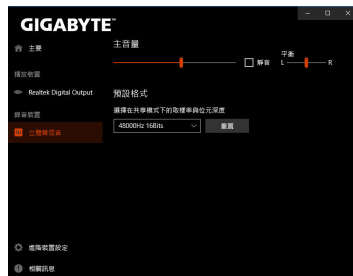 GIGABYTE™
主要
播放裝置
Realtek Digital Output
錄音裝置
立體聲混音
主音量
靜音
平衡
L
R
預設格式
選擇在共享模式下的取樣率與位元深度
48000Hz 16Bits
重置
進階裝置設定
相關訊息